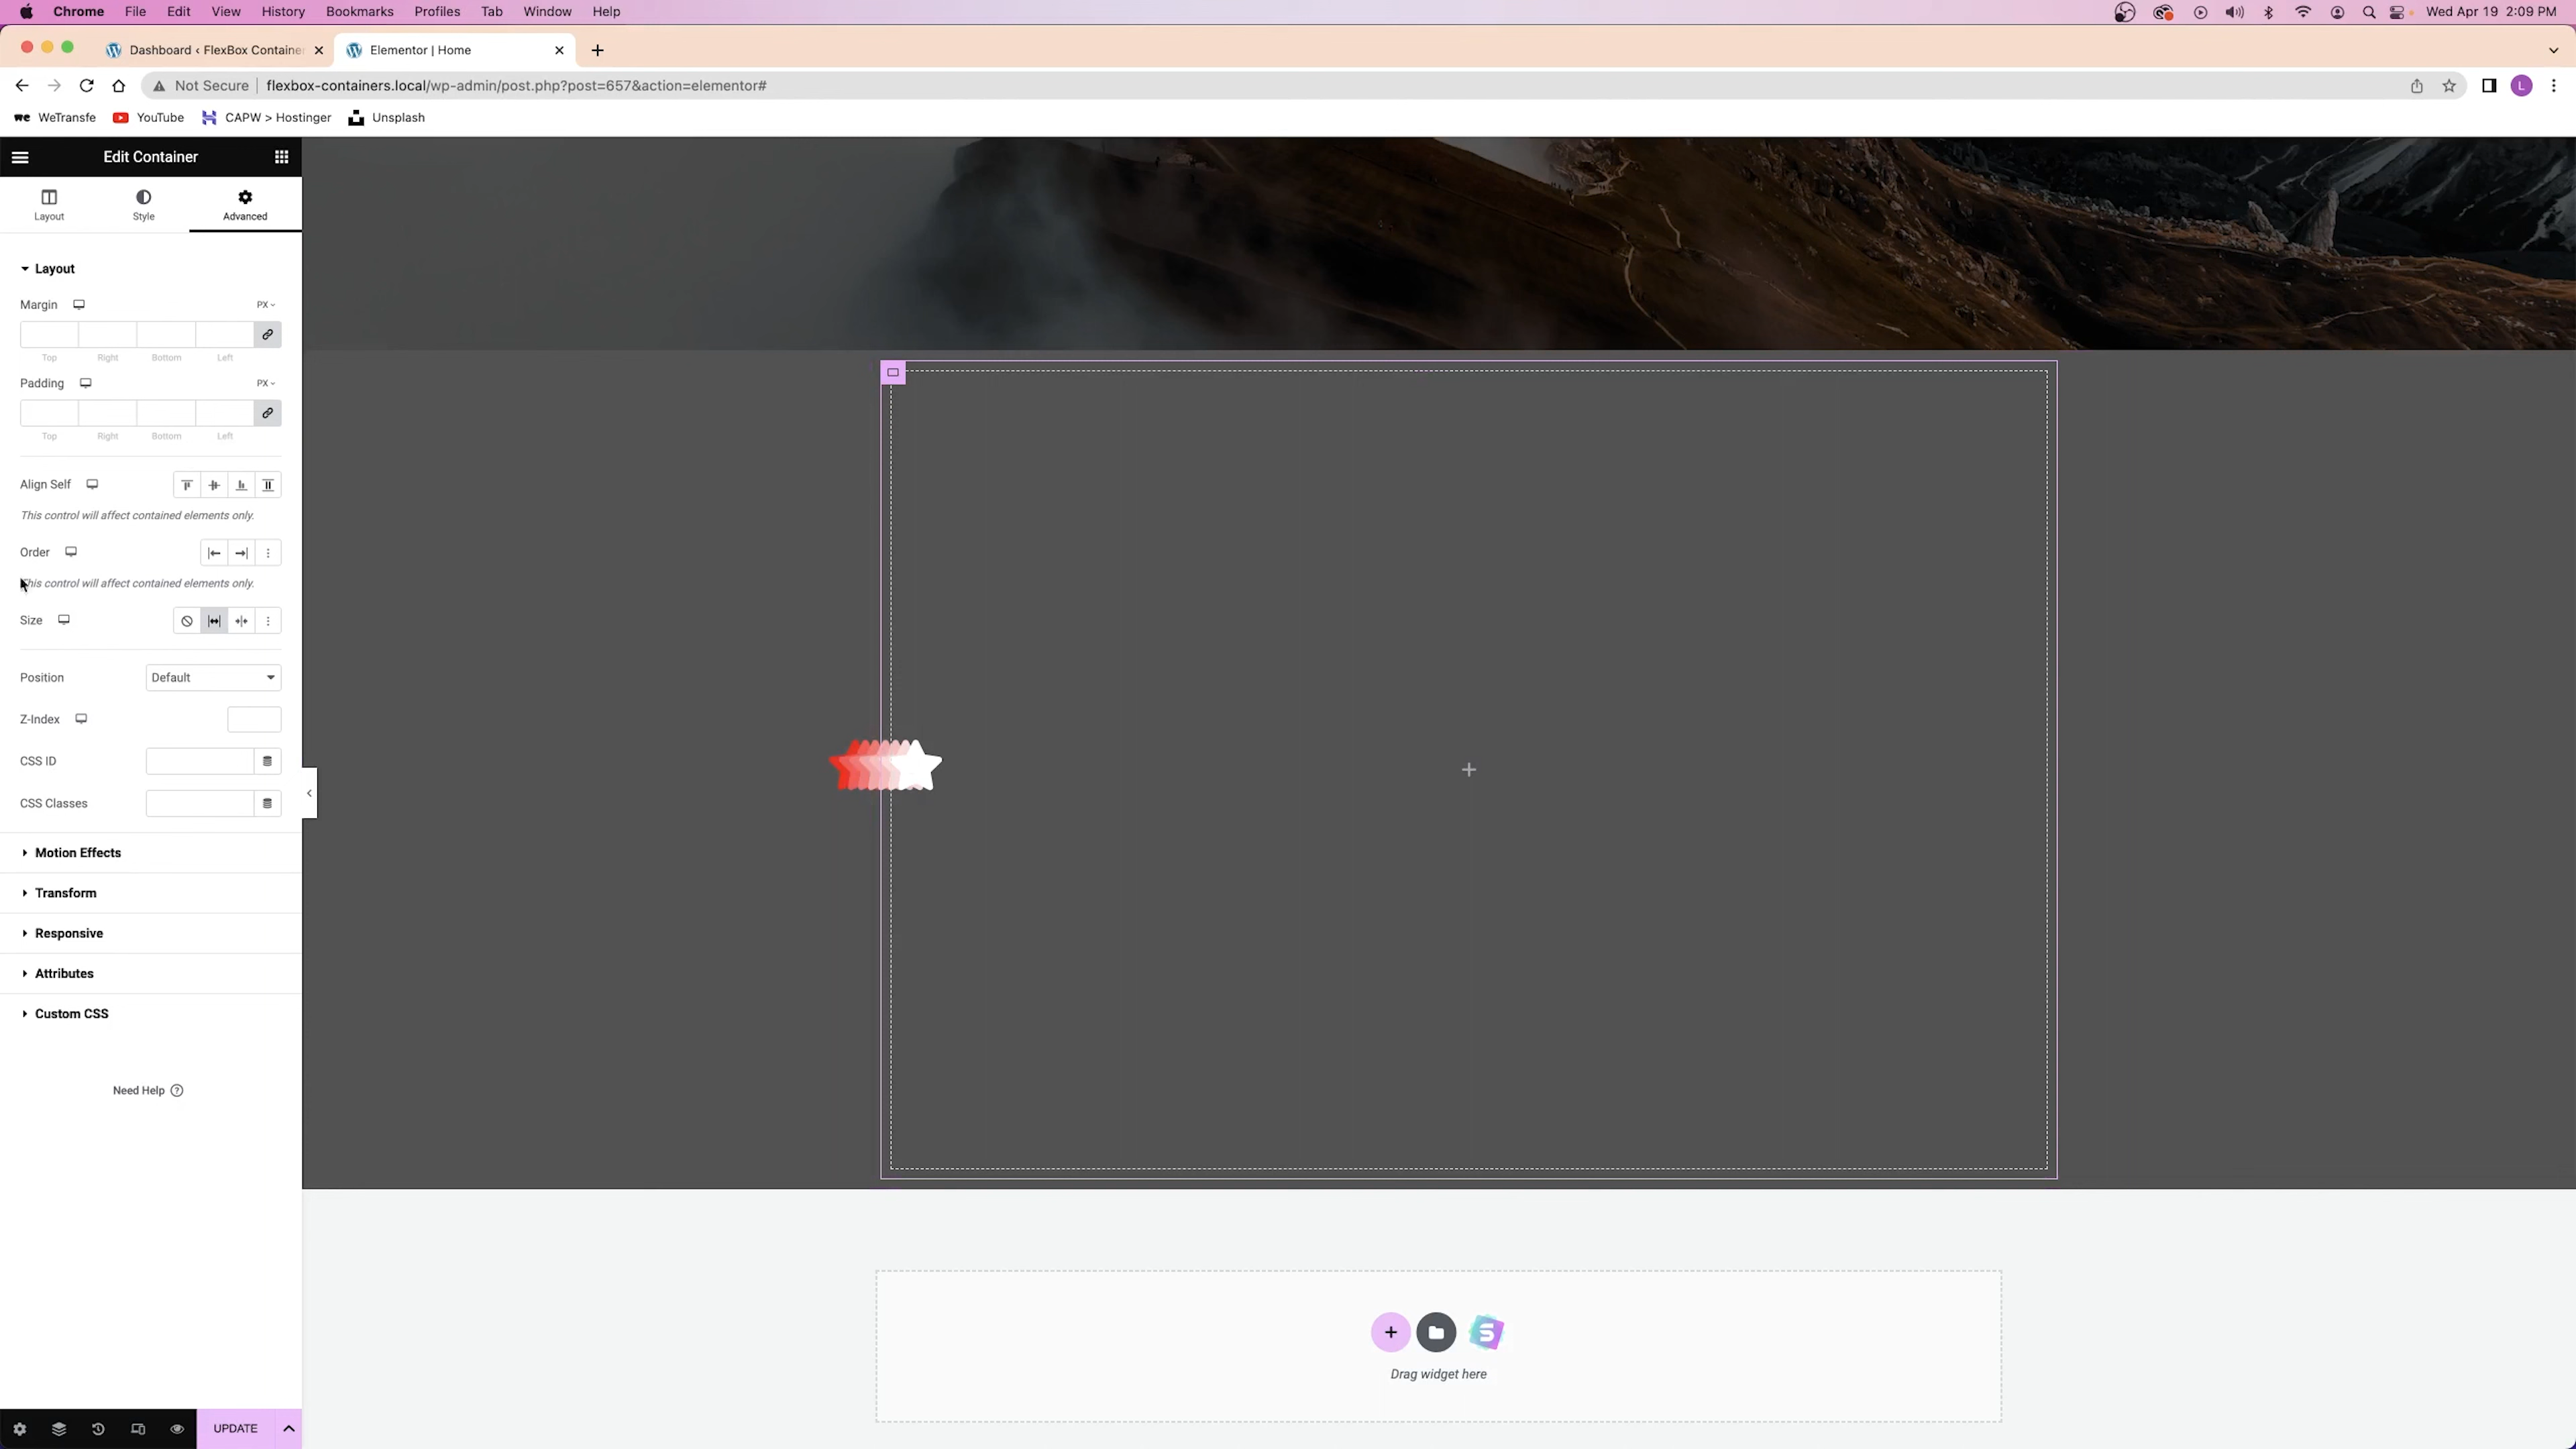 Chrome File Edit View History Bookmarks Profiles Tab Window Help Wed Apr 19 2:09 PM
Dashboard ‹ FlexBox Containe Elementor | Home
Not Secure flexbox-containers.local/wp-admin/post.php?post=657&action=elementor# L
we WeTransfe YouTube CAPW > Hostinger Unsplash
Edit Container
Layout Style Advanced
Layout
Margin PX
Top Right Bottom Left
Padding PX
Top Right Bottom Left
Align Self
This control will affect contained elements only.
Order
This control will affect contained elements only.
Size
Position Default
Z-Index
CSS ID
CSS Classes
Motion Effects
Transform
Responsive
Attributes
Custom CSS
Need Help ?
S
Drag widget here
UPDATE